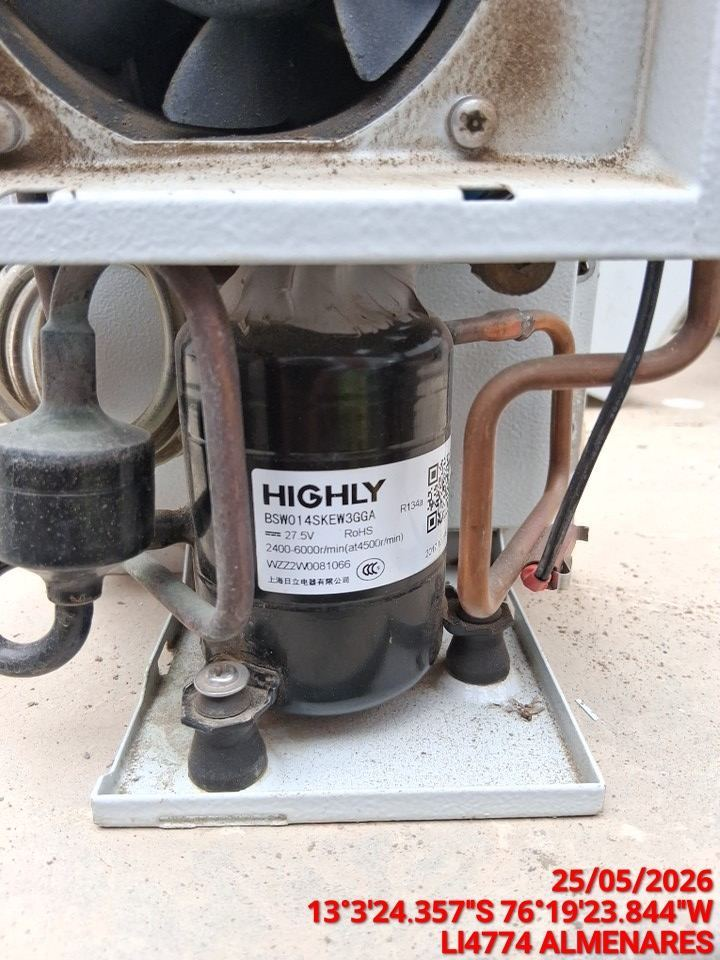 HIGHLY
BSW014SKEW3GGA
R134a
27.5V RoHS
2400-6000r/min(at4500r/min)
WZZ2W0081066
CCC
上海日立电器有限公司
25/05/2026
13°3'24.357"S 76°19'23.844"W
LI4774 ALMENARES